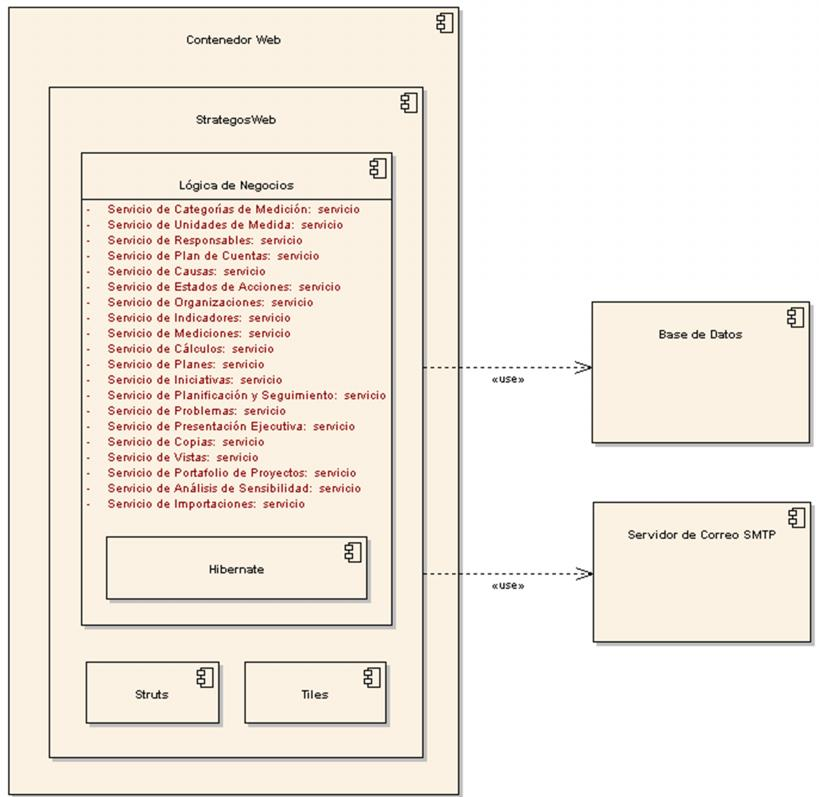 Contenedor Web
StrategosWeb
Lógica de Negocios
- Servicio de Categorías de Medición: servicio
- Servicio de Unidades de Medida: servicio
- Servicio de Responsables: servicio
- Servicio de Plan de Cuentas: servicio
- Servicio de Causas: servicio
- Servicio de Estados de Acciones: servicio
- Servicio de Organizaciones: servicio
- Servicio de Indicadores: servicio
- Servicio de Mediciones: servicio
- Servicio de Cálculos: servicio
- Servicio de Planes: servicio
- Servicio de Iniciativas: servicio
- Servicio de Planificación y Seguimiento: servicio
- Servicio de Problemas: servicio
- Servicio de Presentación Ejecutiva: servicio
- Servicio de Copias: servicio
- Servicio de Vistas: servicio
- Servicio de Portafolio de Proyectos: servicio
- Servicio de Análisis de Sensibilidad: servicio
- Servicio de Importaciones: servicio
Hibernate
Struts
Tiles
«use»
Base de Datos
«use»
Servidor de Correo SMTP